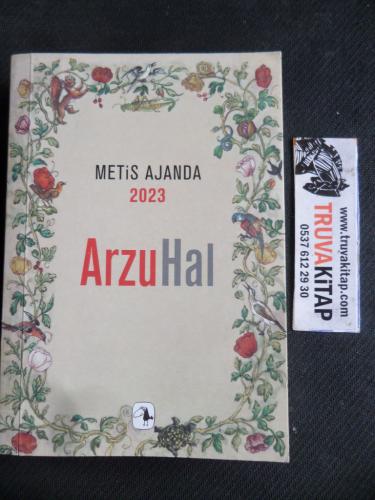 METİS AJANDA
2023
ArzuHal
www.truvakitap.com
TRUVAKİTAP
0537 612 29 30